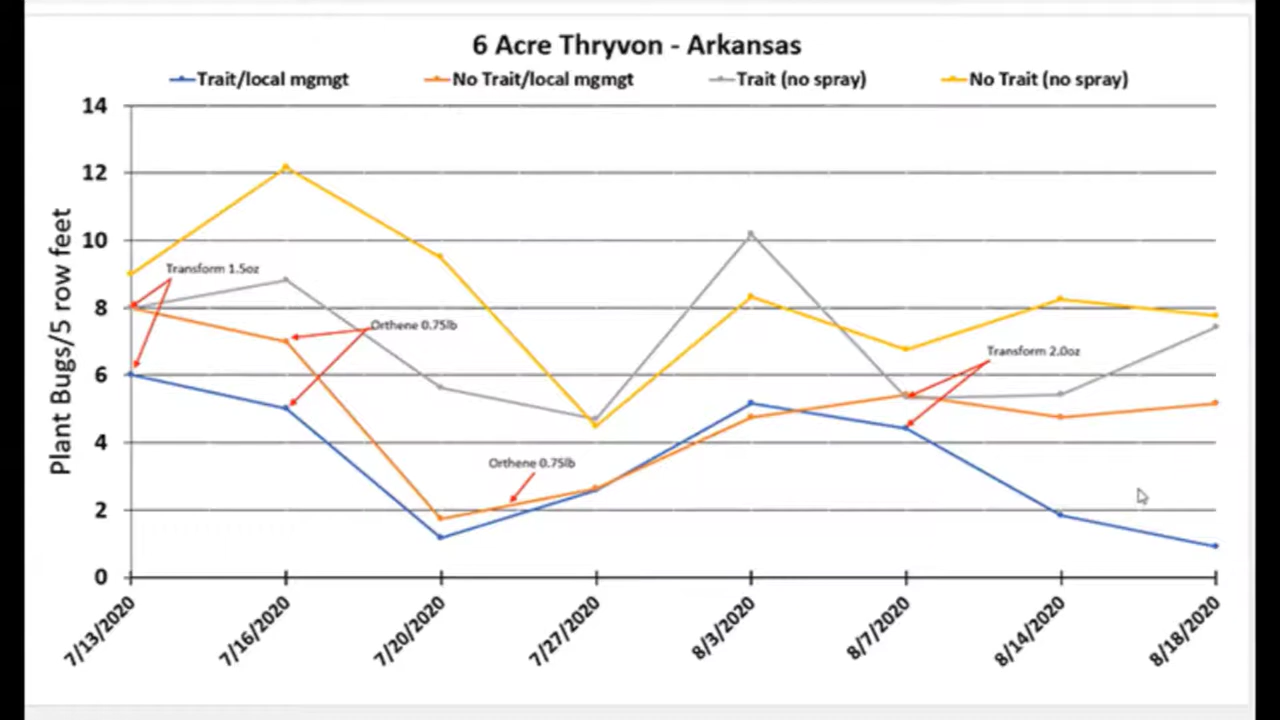 6 Acre Thryvon - Arkansas
Trait/local mgmgt
No Trait/local mgmgt
Trait (no spray)
No Trait (no spray)
Plant Bugs/5 row feet
14
12
10
8
6
4
2
0
Transform 1.5oz
Orthene 0.75lb
Orthene 0.75lb
Transform 2.0oz
7/13/2020
7/16/2020
7/20/2020
7/27/2020
8/3/2020
8/7/2020
8/14/2020
8/18/2020